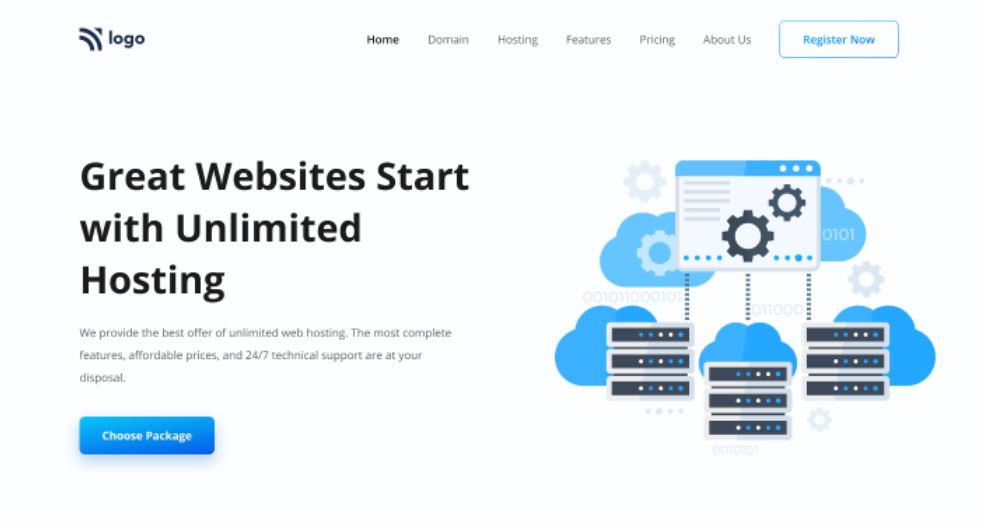 logo
Home Domain Hosting Features Pricing About Us Register Now
Great Websites Start
with Unlimited
Hosting
We provide the best offer of unlimited web hosting. The most complete
features, affordable prices, and 24/7 technical support are at your
disposal.
Choose Package
0101
001011000101
011000
0010101